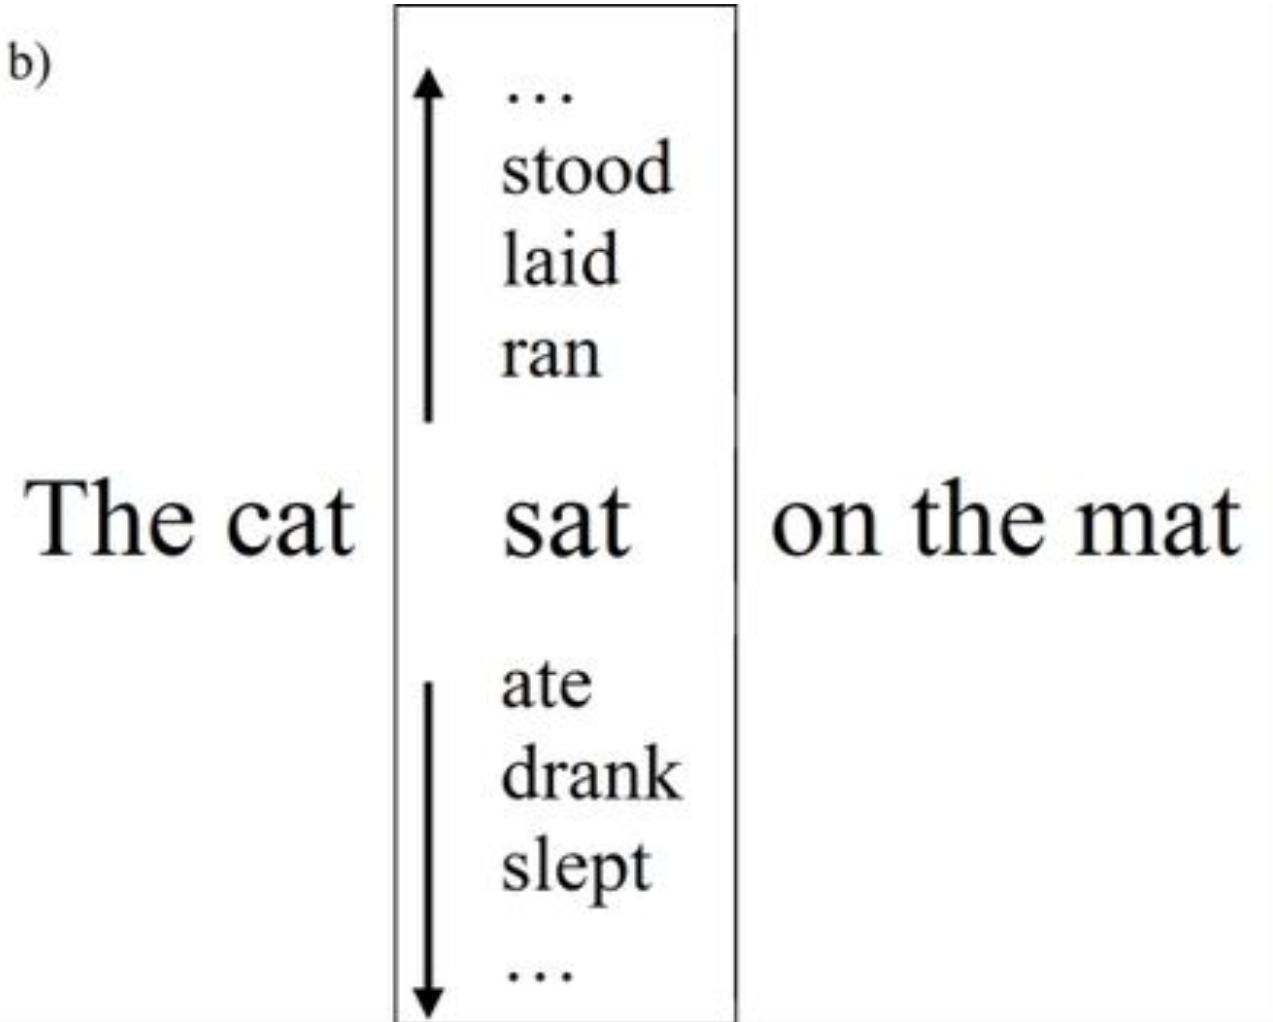 b)
…
stood
laid
ran
The cat sat on the mat
ate
drank
slept
…